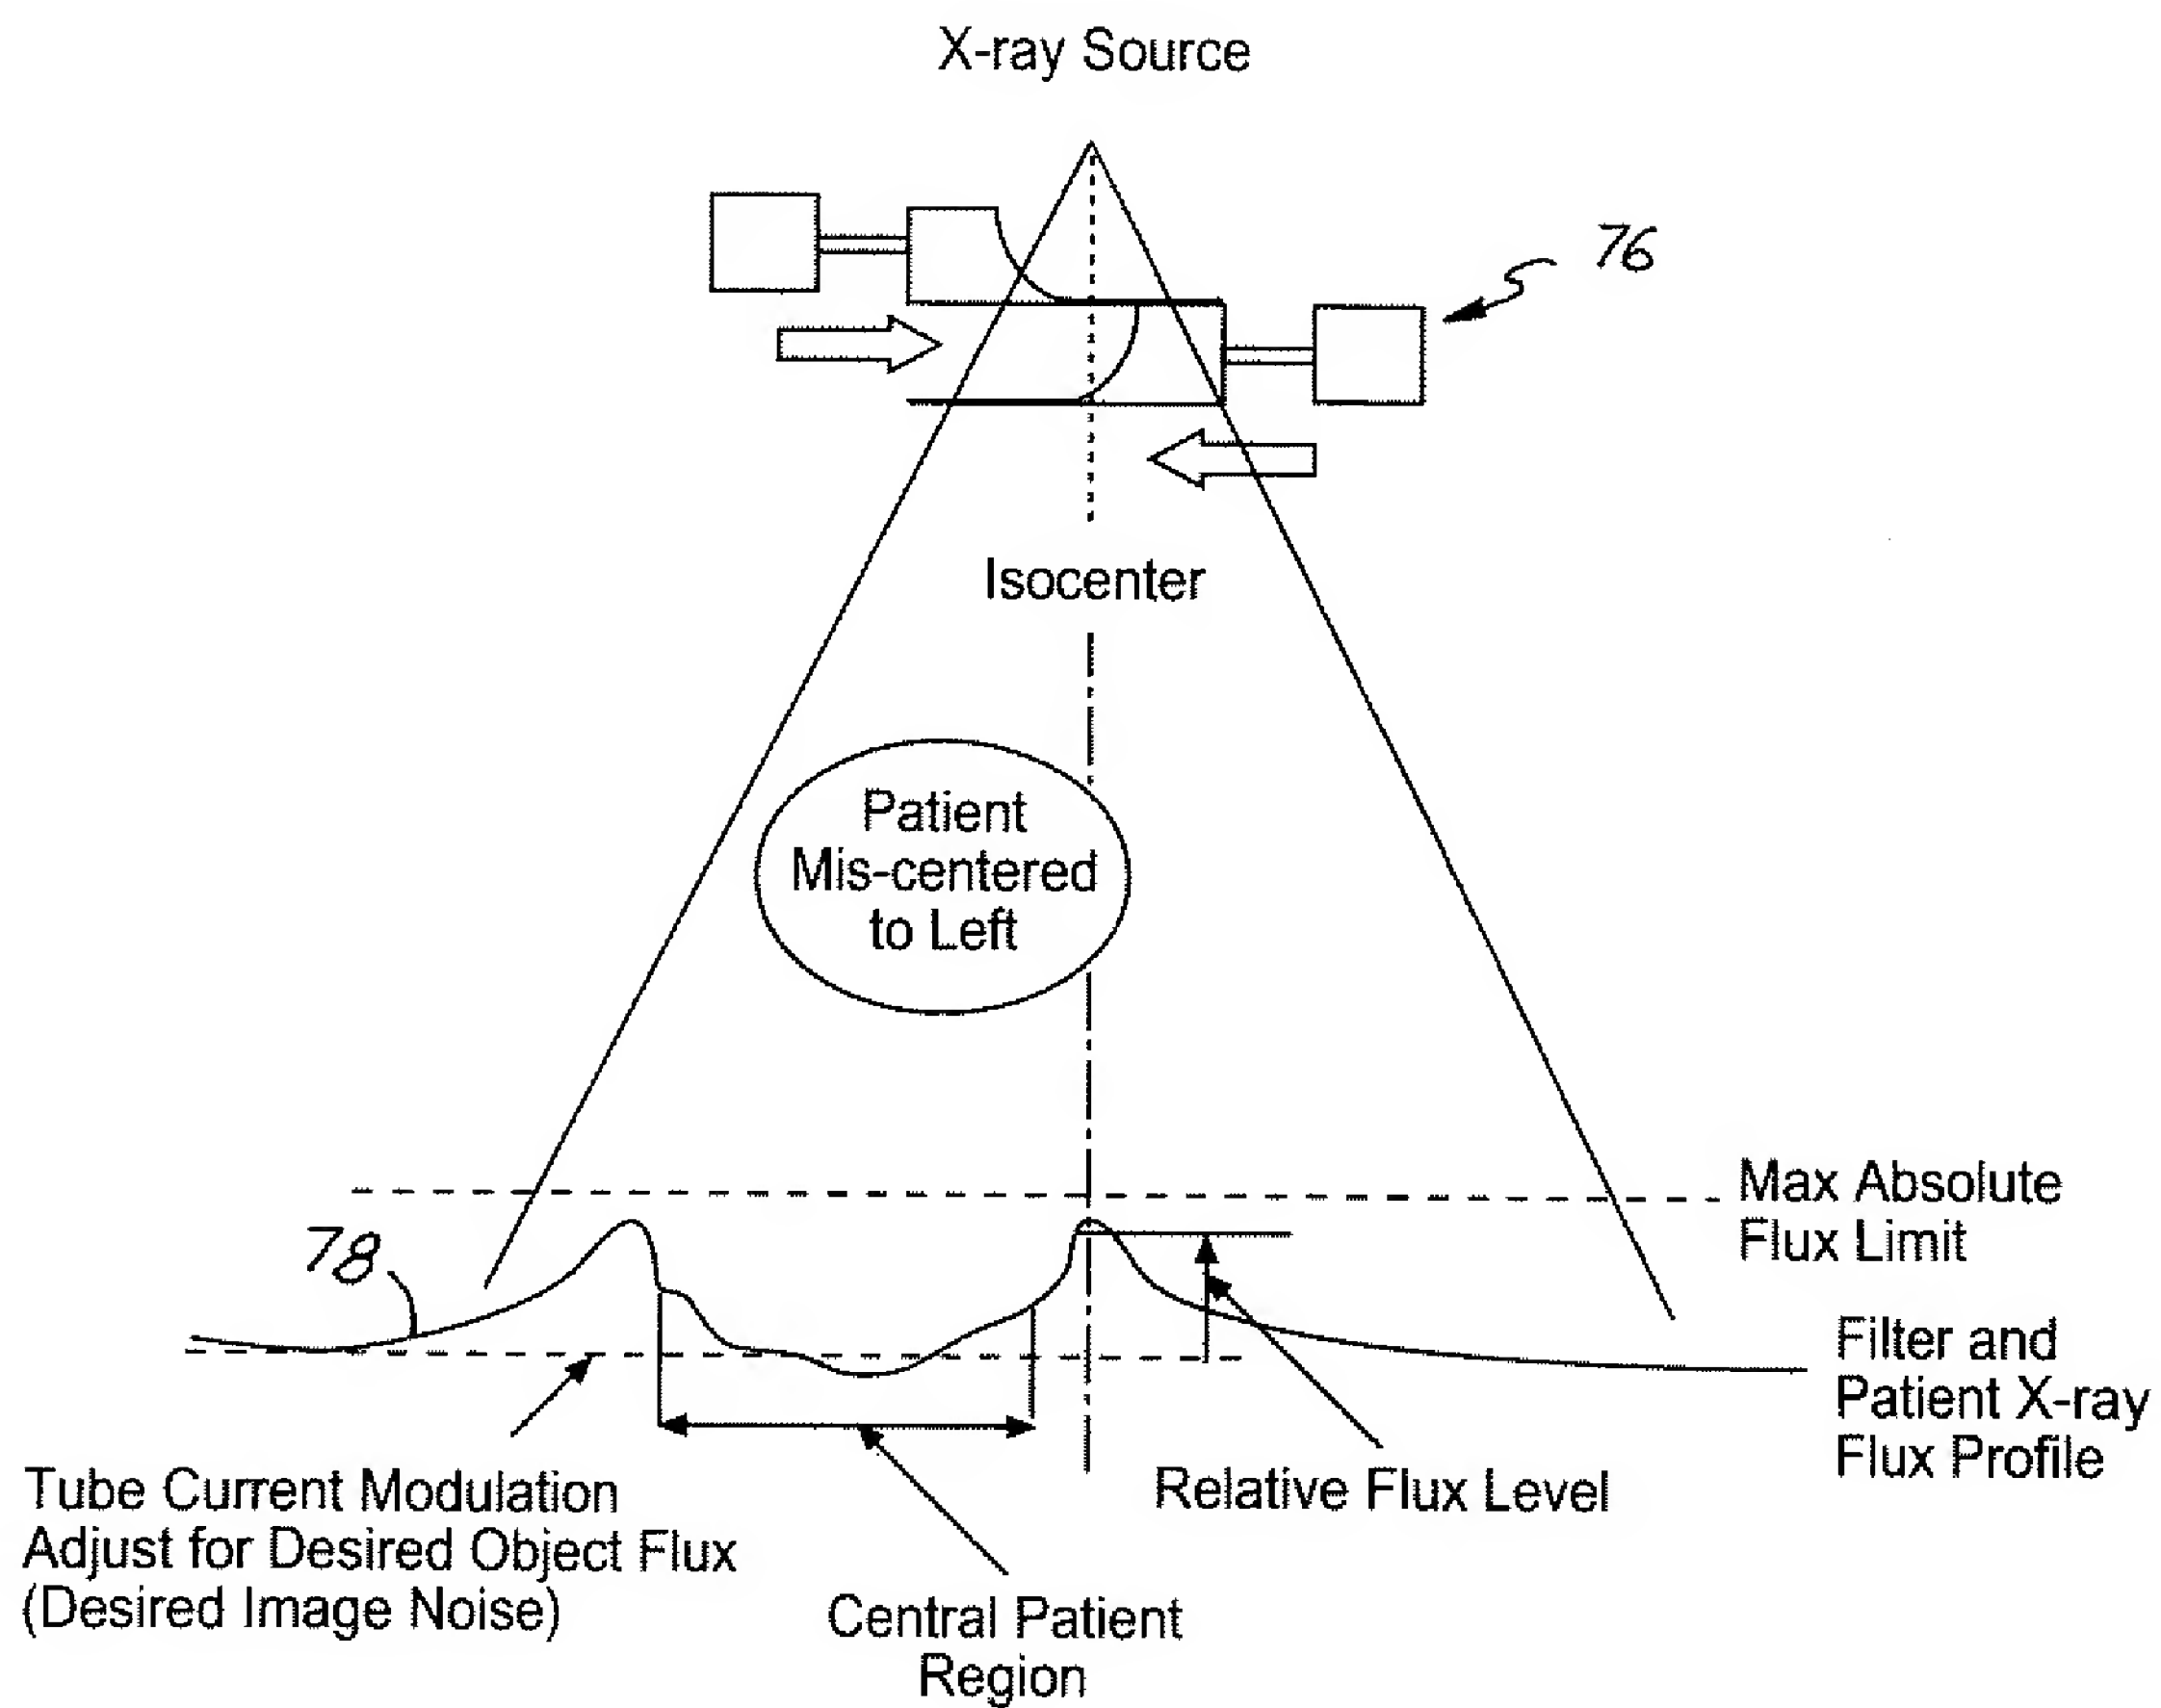 X-ray Source
76
Isocenter
Patient
Mis-centered
to Left
Max Absolute
Flux Limit
78
Filter and
Patient X-ray
Flux Profile
Tube Current Modulation
Adjust for Desired Object Flux
(Desired Image Noise)
Relative Flux Level
Central Patient
Region